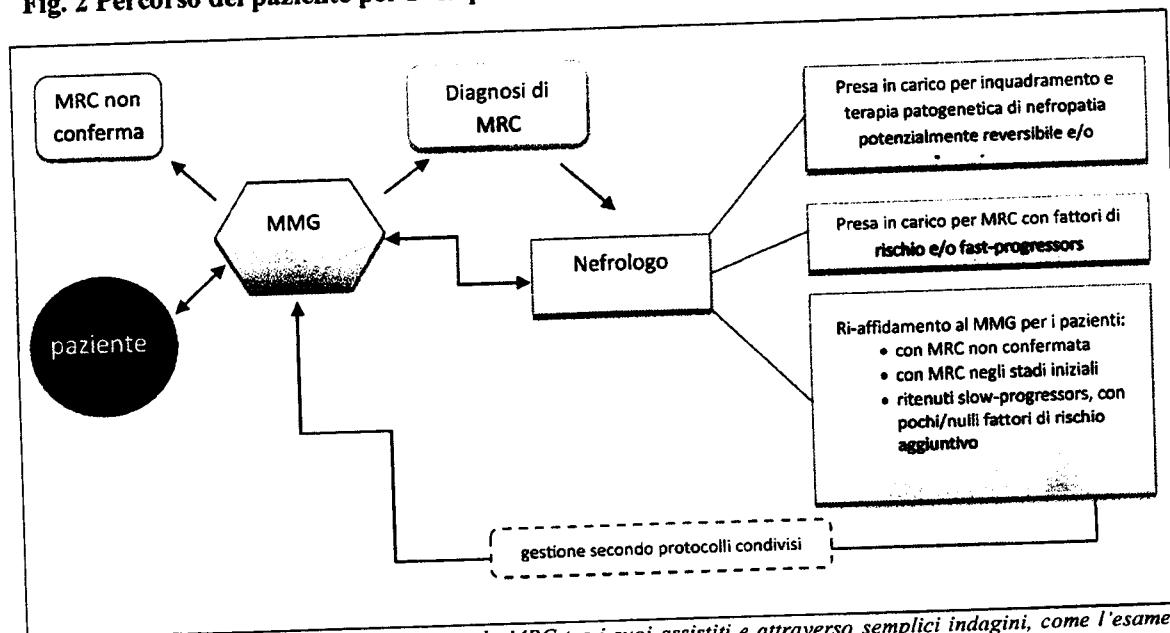 Fig. 2 Percorso del paziente per
MRC non
conferma
Diagnosi di
MRC
MMG
paziente
Nefrologo
Presa in carico per inquadramento e
terapia patogenetica di nefropatia
potenzialmente reversibile e/o
Presa in carico per MRC con fattori di
rischio e/o fast-progressors
Ri-affidamento al MMG per i pazienti:
• con MRC non confermata
• con MRC negli stadi iniziali
• ritenuti slow-progressors, con
pochi/nulli fattori di rischio
aggiuntivo
gestione secondo protocolli condivisi
MRC tra i suoi assistiti e attraverso semplici indagini, come l'esame